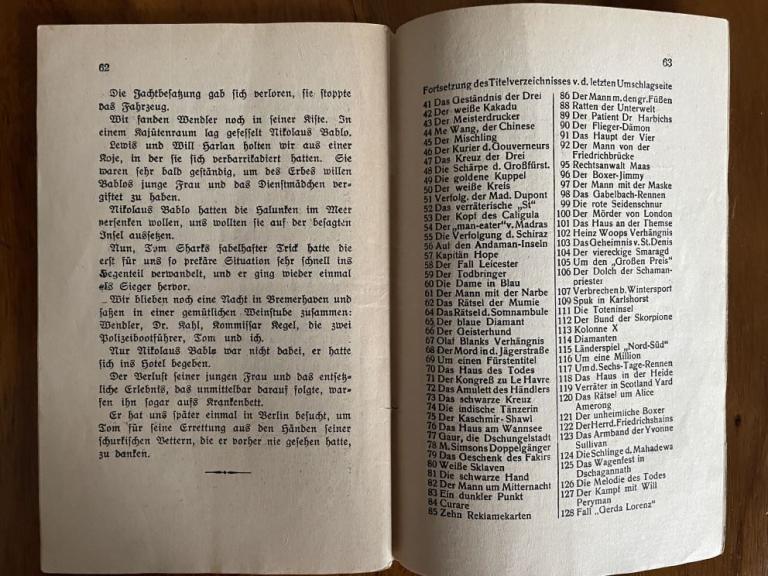 62
Die Jachtbesatzung gab sich verloren, sie stoppte
das Fahrzeug.
Wir fanden Wendler noch in seiner Kiste. In
einem Kajütenraum lag gefesselt Nikolaus Bablo.
Lewis und Will Harlan holten wir aus einer
Koje, in der sie sich verbarrikadiert hatten. Sie
waren sehr bald geständig, um des Erbes willen
Bablos junge Frau und das Dienstmädchen ver-
giftet zu haben.
Nikolaus Bablo hatten die Halunken im Meer
versenken wollen, uns wollten sie auf der besagten
Insel aussetzen.
Nun, Tom Sharks fabelhafter Trick hatte die
erst für uns so prekäre Situation sehr schnell ins
Gegenteil verwandelt, und er ging wieder einmal
als Sieger hervor.
Wir blieben noch eine Nacht in Bremerhaven und
saßen in einer gemütlichen Weinstube zusammen:
Wendler, Dr. Kahl, Kommissar Kegel, die zwei
Polizeibootführer, Tom und ich.
Nur Nikolaus Bablo war nicht dabei, er hatte
sich ins Hotel begeben.
Der Verlust seiner jungen Frau und das entsetz-
liche Erlebnis, das unmittelbar darauf folgte, war-
fen ihn sogar aufs Krankenbett.
Er hat uns später einmal in Berlin besucht, um
Tom für seine Errettung aus den Händen seiner
schurkischen Vettern, die er vorher nie gesehen hatte,
zu danken.
63
Fortsetzung des Titelverzeichnisses v. d. letzten Umschlagseite
41 Das Geständnis der Drei
42 Der weiße Kakadu
43 Der Meisterdrucker
44 Me Wang, der Chinese
45 Der Mischling
46 Der Kurier d. Gouverneurs
47 Das Kreuz der Drei
48 Die Schärpe d. Großfürst.
49 Die goldene Kuppel
50 Der weiße Kreis
51 Verfolg. der Mad. Dupont
52 Das verräterische „Si"
53 Der Kopf des Caligula
54 Der „man-eater" v. Madras
55 Die Verfolgung d. Schiraz
56 Auf den Andaman-Inseln
57 Kapitän Hope
58 Der Fall Leicester
59 Der Todbringer
60 Die Dame in Blau
61 Der Mann mit der Narbe
62 Das Rätsel der Mumie
64 Das Rätsel d. Somnambule
65 Der blaue Diamant
66 Der Geisterhund
67 Olaf Blanks Verhängnis
68 Der Mord in d. Jägerstraße
69 Um einen Fürstentitel
70 Das Haus des Todes
71 Der Kongreß zu Le Havre
72 Das Amulett des Händlers
73 Das schwarze Kreuz
74 Die indische Tänzerin
75 Der Kaschmir-Shawl
76 Das Haus am Wannsee
77 Gaur, die Dschungelstadt
78 M. Simsons Doppelgänger
79 Das Geschenk des Fakirs
80 Weiße Sklaven
81 Die schwarze Hand
82 Der Mann um Mitternacht
83 Ein dunkler Punkt
84 Curare
85 Zehn Reklamekarten
86 Der Mann m. den gr. Füßen
88 Ratten der Unterwelt
89 Der Patient Dr Harbichs
90 Der Flieger-Dämon
91 Das Haupt der Vier
92 Der Mann von der
Friedrichbrücke
95 Rechtsanwalt Maas
96 Der Boxer-Jimmy
97 Der Mann mit der Maske
98 Das Gabelbach-Rennen
99 Die rote Seidenschnur
100 Der Mörder von London
101 Das Haus an der Themse
102 Heinz Woops Verhängnis
103 Das Geheimnis v. St. Denis
104 Der viereckige Smaragd
105 Um den „Großen Preis"
106 Der Dolch der Schaman-
priester
107 Verbrechen b. Wintersport
109 Spuk in Karlshorst
111 Die Toteninsel
112 Der Bund der Skorpione
113 Kolonne X
114 Diamanten
115 Länderspiel „Nord-Süd"
116 Um eine Million
117 Um d. Sechs-Tage-Rennen
118 Das Haus in der Heide
119 Verräter in Scotland Yard
120 Das Rätsel um Alice
Amerong
121 Der unheimliche Boxer
122 Der Herr d. Friedrichshains
123 Das Armband der Yvonne
Sullivan
124 Die Schlinge d. Mahadewa
125 Das Wagenfest in
Dschagannath
126 Die Melodie des Todes
127 Der Kampf mit Will
Peryman
128 Fall „Gerda Lorenz"